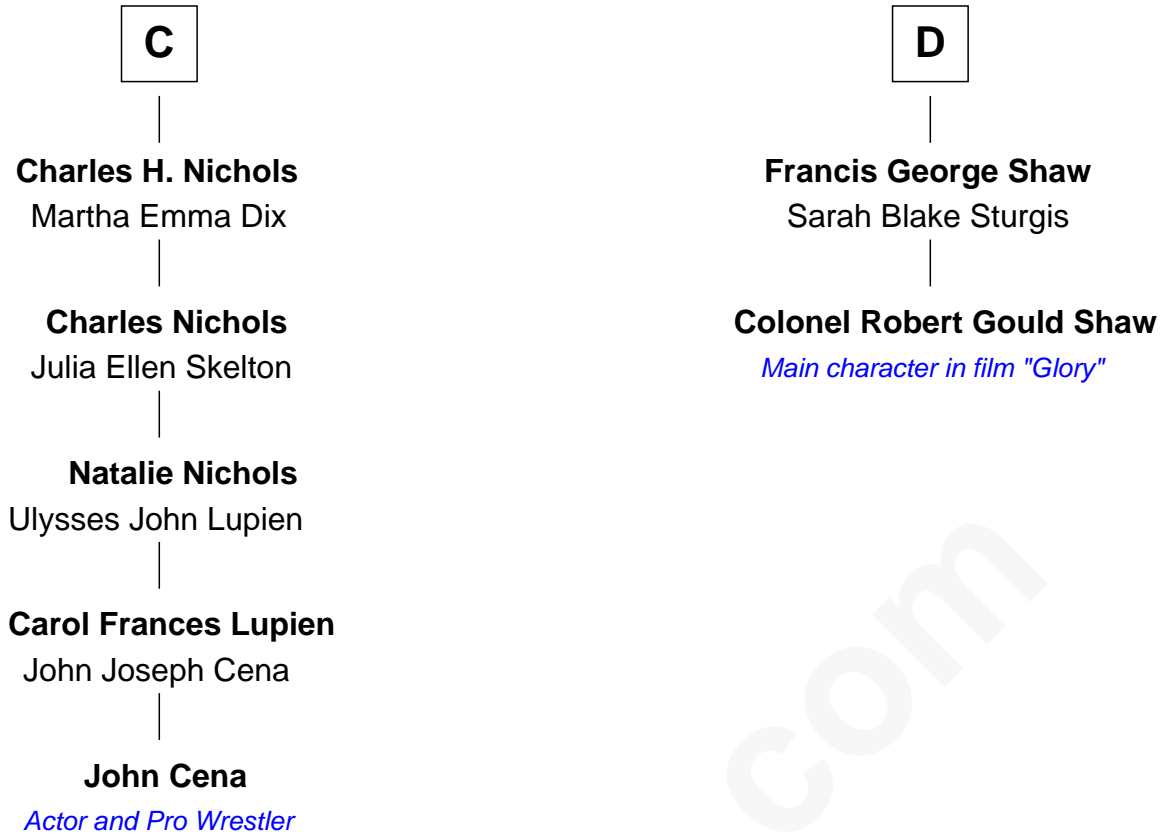 C
Charles H. Nichols
Martha Emma Dix
Charles Nichols
Julia Ellen Skelton
Natalie Nichols
Ulysses John Lupien
Carol Frances Lupien
John Joseph Cena
John Cena
Actor and Pro Wrestler
D
Francis George Shaw
Sarah Blake Sturgis
Colonel Robert Gould Shaw
Main character in film "Glory"
com